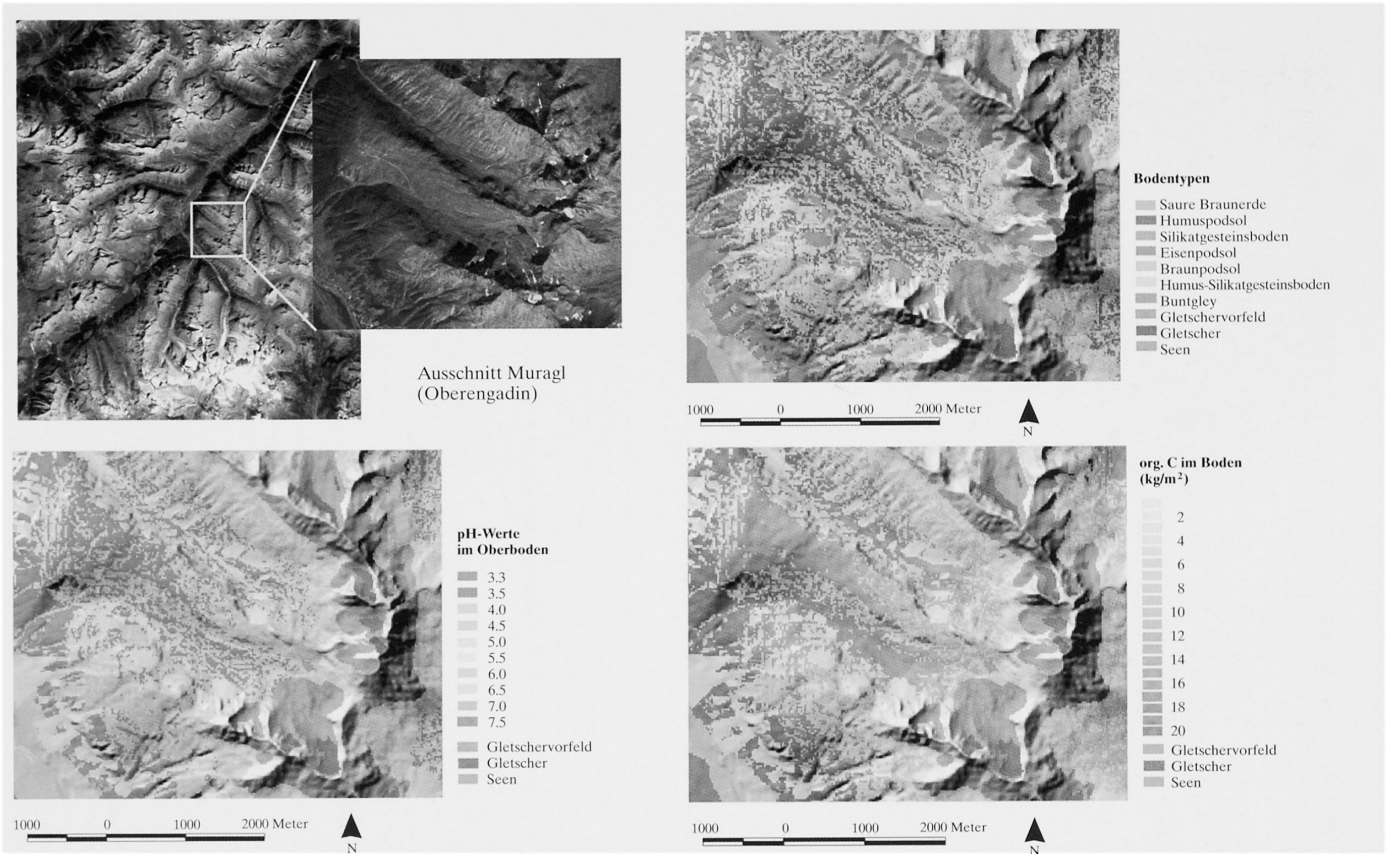 Ausschnitt Muragl
(Oberengadin)
Bodentypen
Saure Braunerde
Humuspodsol
Silikatgesteinsboden
Eisenpodsol
Braunpodsol
Humus-Silikatgesteinsboden
Buntgley
Gletschervorfeld
Gletscher
Seen
1000 0 1000 2000 Meter
N
pH-Werte
im Oberboden
3.3
3.5
4.0
4.5
5.0
5.5
6.0
6.5
7.0
7.5
Gletschervorfeld
Gletscher
Seen
1000 0 1000 2000 Meter
N
org. C im Boden
(kg/m²)
2
4
6
8
10
12
14
16
18
20
Gletschervorfeld
Gletscher
Seen
1000 0 1000 2000 Meter
N